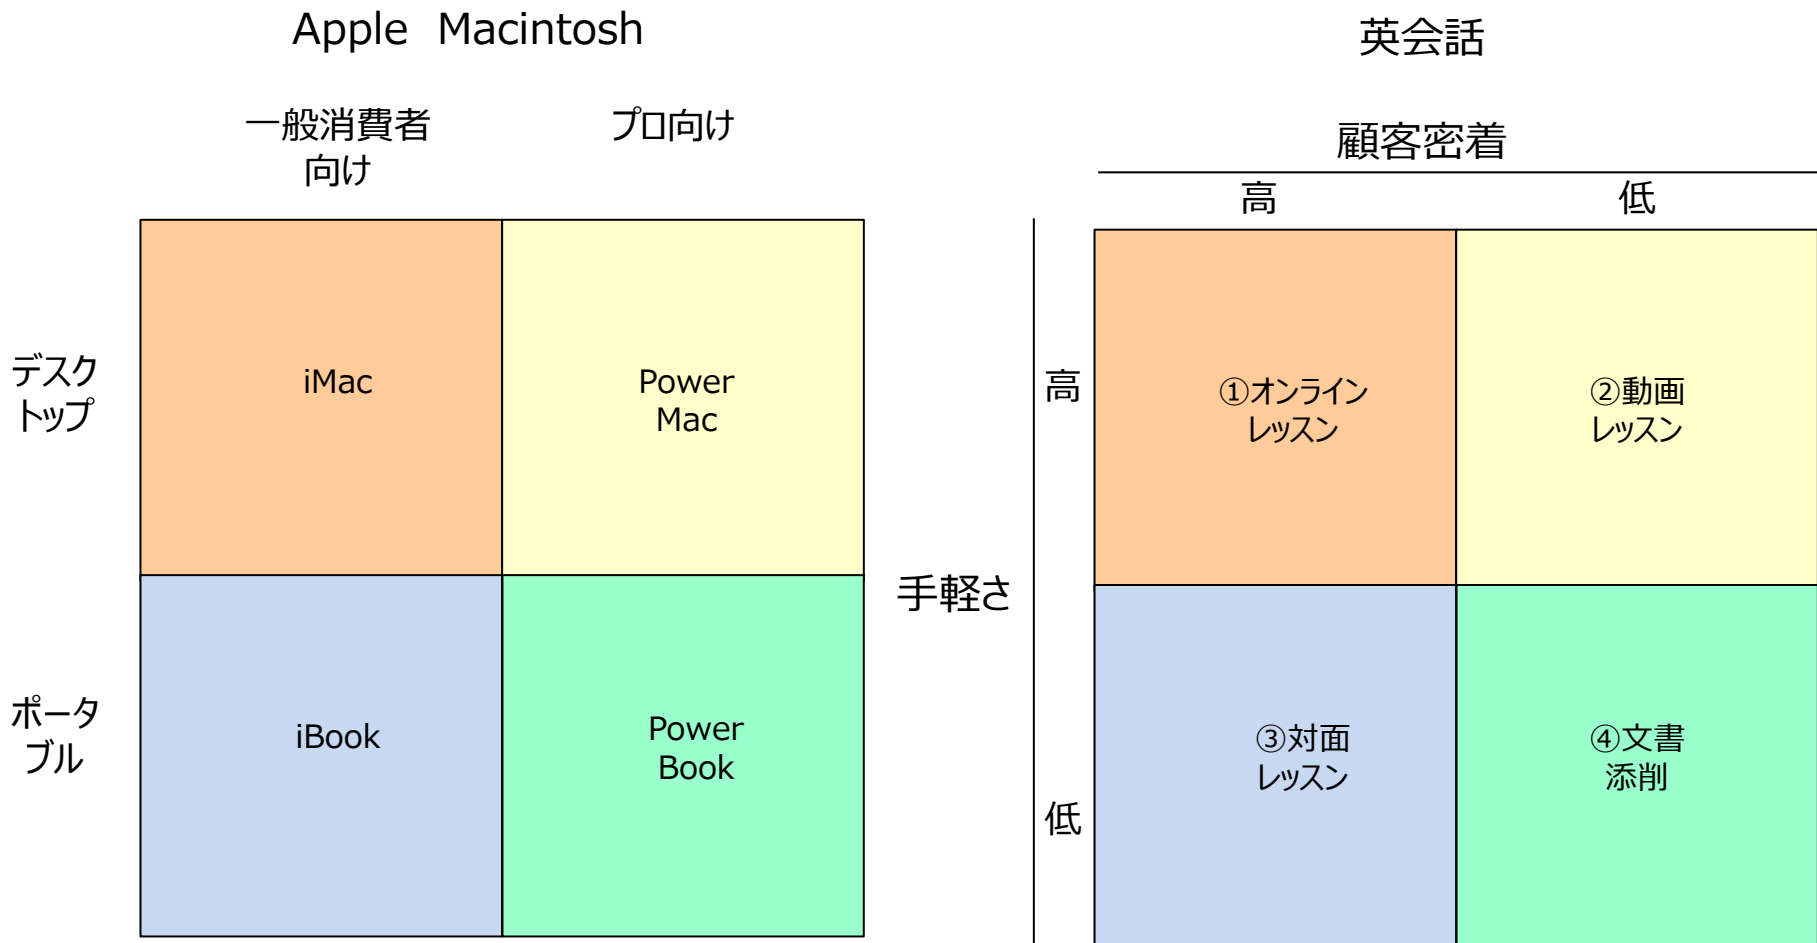 Apple Macintosh
一般消費者
向け
プロ向け
デスク
トップ
iMac
Power
Mac
ポータ
ブル
iBook
Power
Book
英会話
顧客密着
高
低
手軽さ
高
①オンライン
レッスン
②動画
レッスン
低
③対面
レッスン
④文書
添削